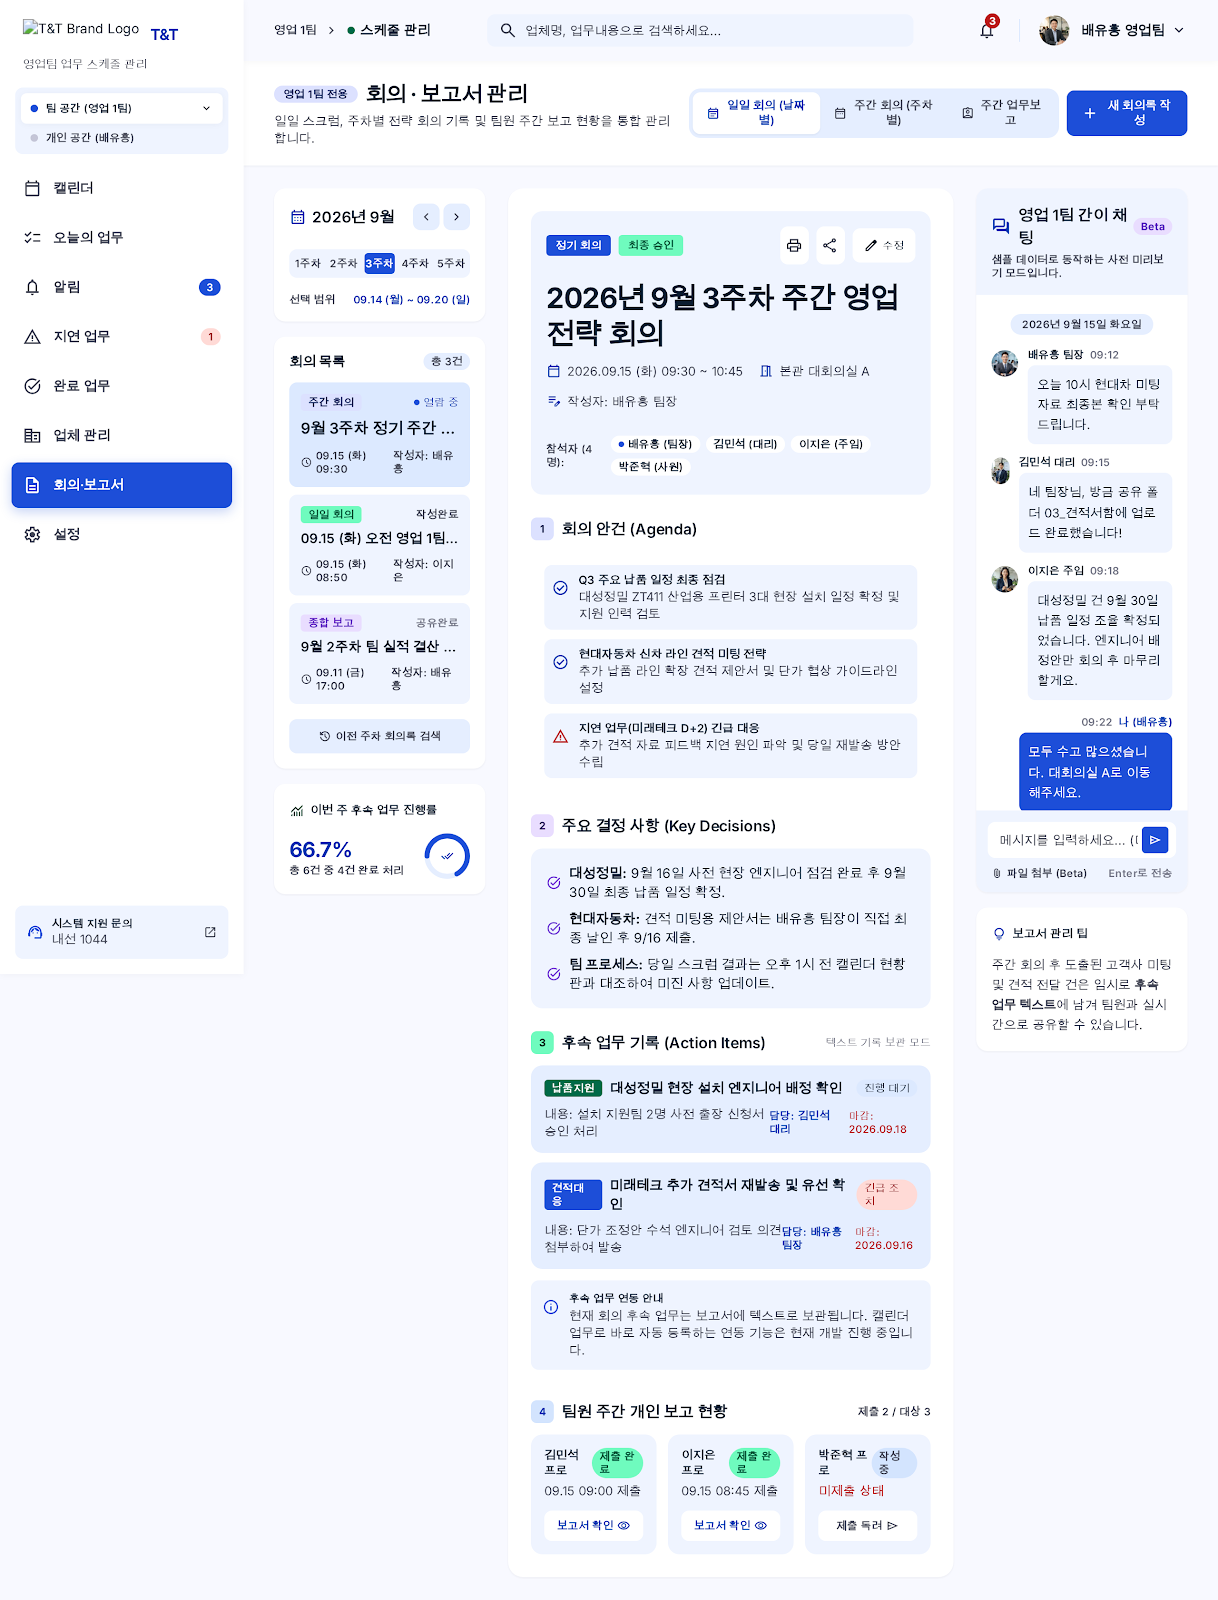 T&T Brand Logo
T&T
영업팀 업무 스케줄 관리
팀 공간 (영업 1팀)
개인 공간 (배유흥)
캘린더
오늘의 업무
알림
3
지연 업무
1
완료 업무
업체 관리
회의·보고서
설정
시스템 지원 문의
내선 1044
영업 1팀
스케줄 관리
업체명, 업무내용으로 검색하세요...
3
배유흥 영업팀
영업 1팀 전용
회의 · 보고서 관리
일일 스크럼, 주차별 전략 회의 기록 및 팀원 주간 보고 현황을 통합 관리
합니다.
일일 회의 (날짜
별)
주간 회의 (주차
별)
주간 업무보
고
새 회의록 작
성
2026년 9월
1주차
2주차
3주차
4주차
5주차
선택 범위
09.14 (월) ~ 09.20 (일)
회의 목록
총 3건
주간 회의
열람 중
9월 3주차 정기 주간 ...
09.15 (화)
09:30
작성자: 배유
흥
일일 회의
작성완료
09.15 (화) 오전 영업 1팀...
09.15 (화)
08:50
작성자: 이지
은
종합 보고
공유완료
9월 2주차 팀 실적 결산 ...
09.11 (금)
17:00
작성자: 배유
흥
이전 주차 회의록 검색
이번 주 후속 업무 진행률
66.7%
총 6건 중 4건 완료 처리
정기 회의
최종 승인
수정
2026년 9월 3주차 주간 영업
전략 회의
2026.09.15 (화) 09:30 ~ 10:45
본관 대회의실 A
작성자: 배유흥 팀장
참석자 (4
명):
배유흥 (팀장)
김민석 (대리)
이지은 (주임)
박준혁 (사원)
1
회의 안건 (Agenda)
Q3 주요 납품 일정 최종 점검
대성정밀 ZT411 산업용 프린터 3대 현장 설치 일정 확정 및
지원 인력 검토
현대자동차 신차 라인 견적 미팅 전략
추가 납품 라인 확장 견적 제안서 및 단가 협상 가이드라인
설정
지연 업무(미래테크 D+2) 긴급 대응
추가 견적 자료 피드백 지연 원인 파악 및 당일 재발송 방안
수립
2
주요 결정 사항 (Key Decisions)
대성정밀: 9월 16일 사전 현장 엔지니어 점검 완료 후 9월
30일 최종 납품 일정 확정.
현대자동차: 견적 미팅용 제안서는 배유흥 팀장이 직접 최
종 날인 후 9/16 제출.
팀 프로세스: 당일 스크럼 결과는 오후 1시 전 캘린더 현황
판과 대조하여 미진 사항 업데이트.
3
후속 업무 기록 (Action Items)
텍스트 기록 보관 모드
납품지원
대성정밀 현장 설치 엔지니어 배정 확인
진행 대기
내용: 설치 지원팀 2명 사전 출장 신청서
승인 처리
담당: 김민석
대리
마감:
2026.09.18
견적대
응
미래테크 추가 견적서 재발송 및 유선 확
인
긴급 조
치
내용: 단가 조정안 수석 엔지니어 검토 의견
첨부하여 발송
담당: 배유흥
팀장
마감:
2026.09.16
후속 업무 연동 안내
현재 회의 후속 업무는 보고서에 텍스트로 보관됩니다. 캘린더
업무로 바로 자동 등록하는 연동 기능은 현재 개발 진행 중입니
다.
4
팀원 주간 개인 보고 현황
제출 2 / 대상 3
김민석
프로
제출 완
료
09.15 09:00 제출
보고서 확인
이지은
프로
제출 완
료
09.15 08:45 제출
보고서 확인
박준혁 프
로
작성
중
미제출 상태
제출 독려
영업 1팀 간이 채
팅
Beta
샘플 데이터로 동작하는 사전 미리보
기 모드입니다.
2026년 9월 15일 화요일
배유흥 팀장 09:12
오늘 10시 현대차 미팅
자료 최종본 확인 부탁
드립니다.
김민석 대리 09:15
네 팀장님, 방금 공유 폴
더 03_견적서함에 업로
드 완료했습니다!
이지은 주임 09:18
대성정밀 건 9월 30일
납품 일정 조율 확정되
었습니다. 엔지니어 배
정안만 회의 후 마무리
할게요.
09:22 나 (배유흥)
모두 수고 많으셨습니
다. 대회의실 A로 이동
해주세요.
메시지를 입력하세요... (
파일 첨부 (Beta)
Enter로 전송
보고서 관리 팁
주간 회의 후 도출된 고객사 미팅
및 견적 전달 건은 임시로 후속
업무 텍스트에 남겨 팀원과 실시
간으로 공유할 수 있습니다.